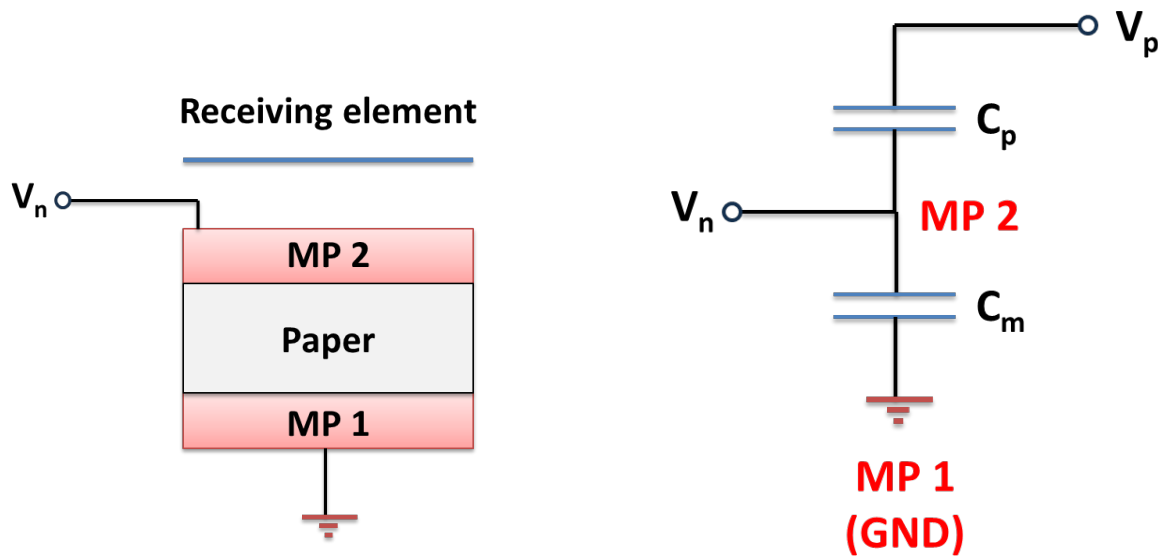 Receiving element
Vn
MP 2
Paper
MP 1
Vp
Cp
Vn
MP 2
Cm
MP 1
(GND)